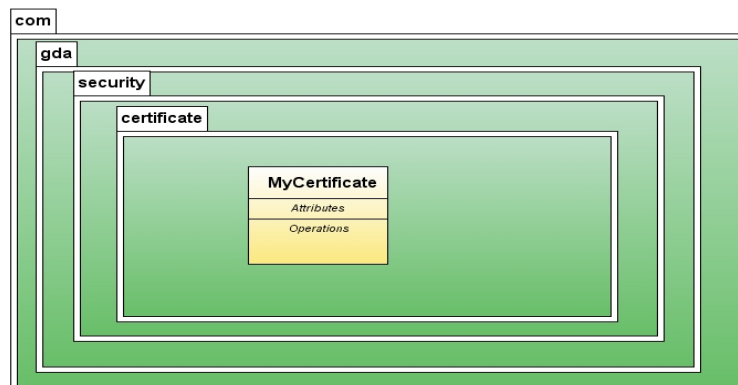 com
gda
security
certificate
MyCertificate
Attributes
Operations